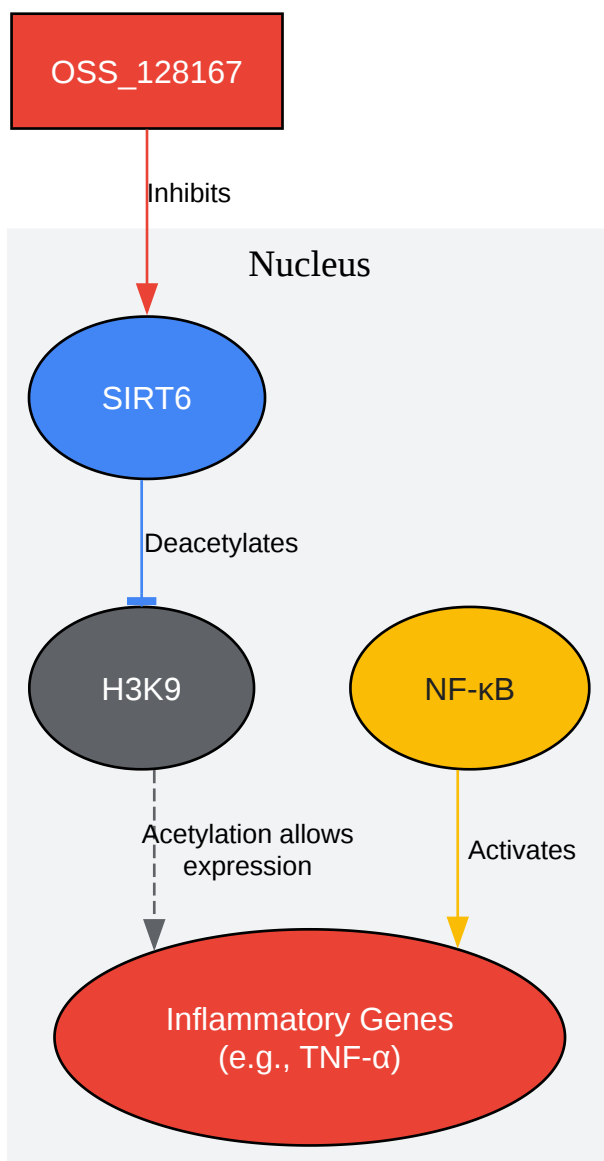 OSS_128167
Inhibits
Nucleus
SIRT6
Deacetylates
H3K9
NF-κB
Acetylation allows
expression
Activates
Inflammatory Genes
(e.g., TNF-α)